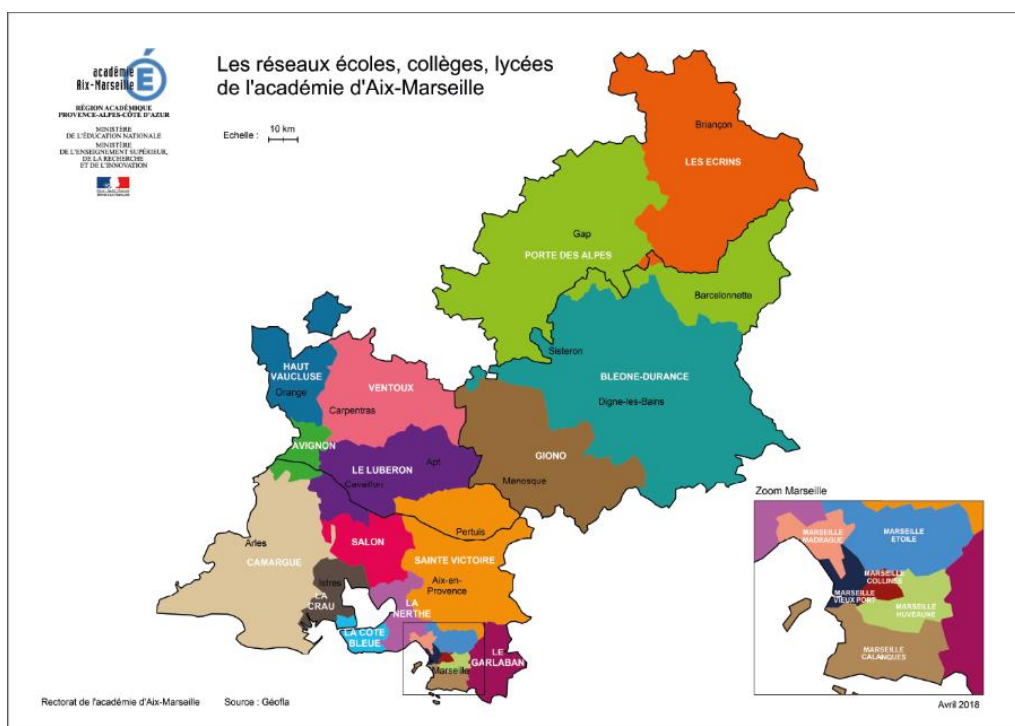 académie
Aix-Marseille
RÉGION ACADÉMIQUE
PROVENCE-ALPES-CÔTE D'AZUR
MINISTÈRE
DE L'ÉDUCATION NATIONALE
MINISTÈRE
DE L'ENSEIGNEMENT SUPÉRIEUR,
DE LA RECHERCHE
ET DE L'INNOVATION
Les réseaux écoles, collèges, lycées
de l'académie d'Aix-Marseille
Echelle : 10 km
Briançon
LES ECRINS
Gap
PORTE DES ALPES
Barcelonnette
Sisteron
BLEONE-DURANCE
Digne-les-Bains
HAUT
VAUCLUSE
Orange
VENTOUX
Carpentras
AVIGNON
LE LUBERON
Apt
Cavaillon
GIONO
Manosque
Pertuis
Arles
CAMARGUE
SALON
SAINTE VICTOIRE
Aix-en-
Provence
Istres
LA
CRAU
LA
NERTHE
LA COTE
BLEUE
Marseille
LE
GARLABAN
Zoom Marseille
MARSEILLE
MADRAGUE
MARSEILLE
ETOILE
MARSEILLE
COLLINES
MARSEILLE
VIEUX PORT
MARSEILLE
HUVEAUNE
MARSEILLE
CALANQUES
Rectorat de l'académie d'Aix-Marseille
Source : Géofla
Avril 2018